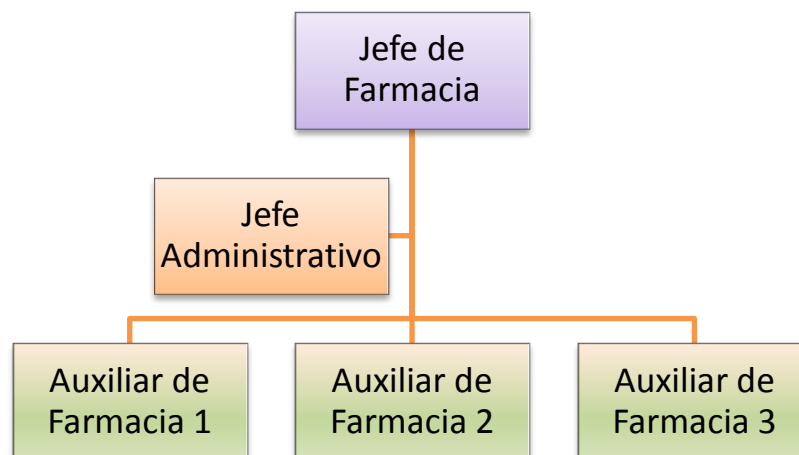 Jefe de
Farmacia
Jefe
Administrativo
Auxiliar de
Farmacia 1
Auxiliar de
Farmacia 2
Auxiliar de
Farmacia 3